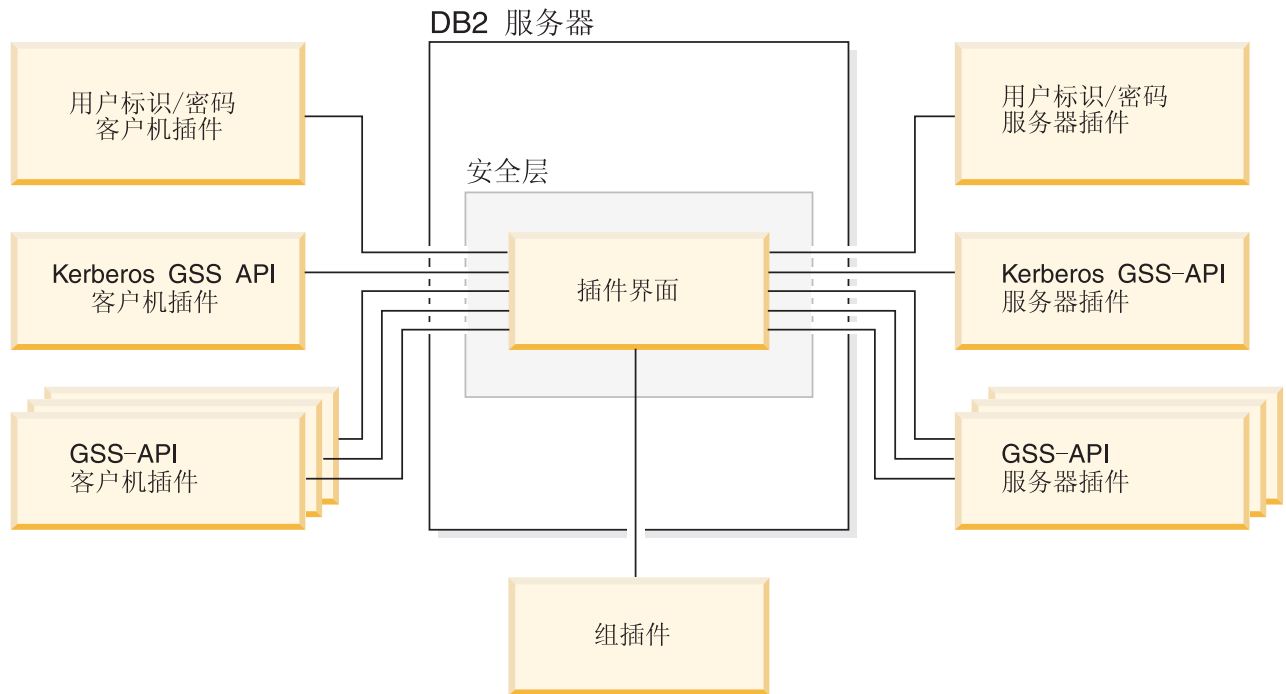 DB2 服务器
用户标识/密码
客户机插件
用户标识/密码
服务器插件
安全层
Kerberos GSS API
客户机插件
插件界面
Kerberos GSS-API
服务器插件
GSS-API
客户机插件
GSS-API
服务器插件
组插件